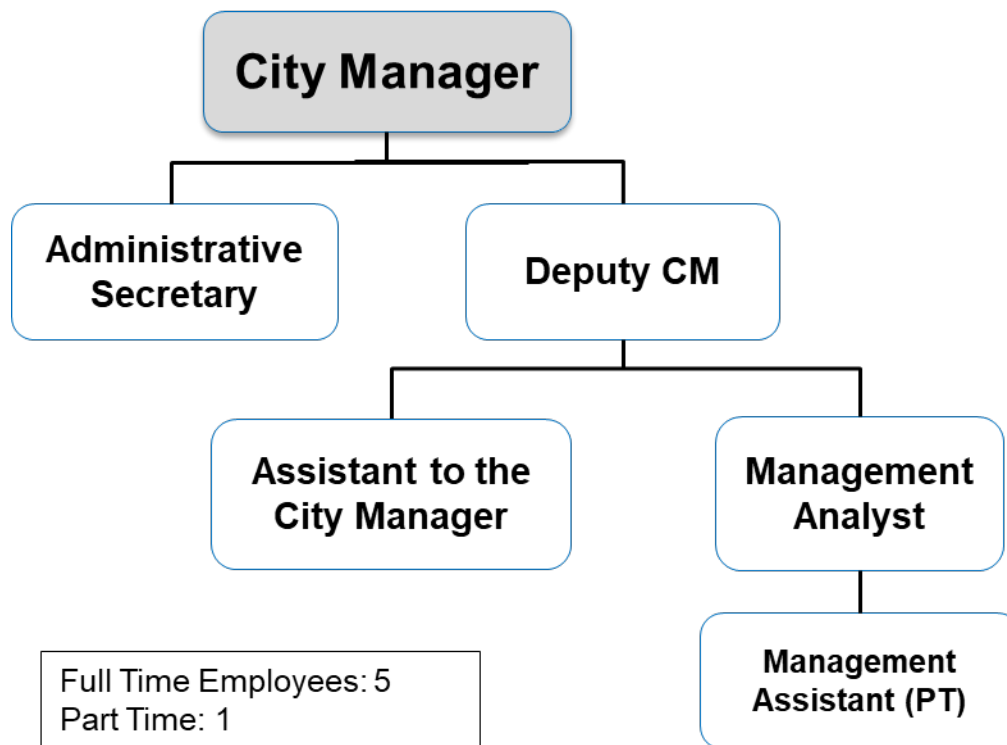 City Manager
Administrative
Secretary
Deputy CM
Assistant to the
City Manager
Management
Analyst
Management
Assistant (PT)
Full Time Employees: 5
Part Time: 1